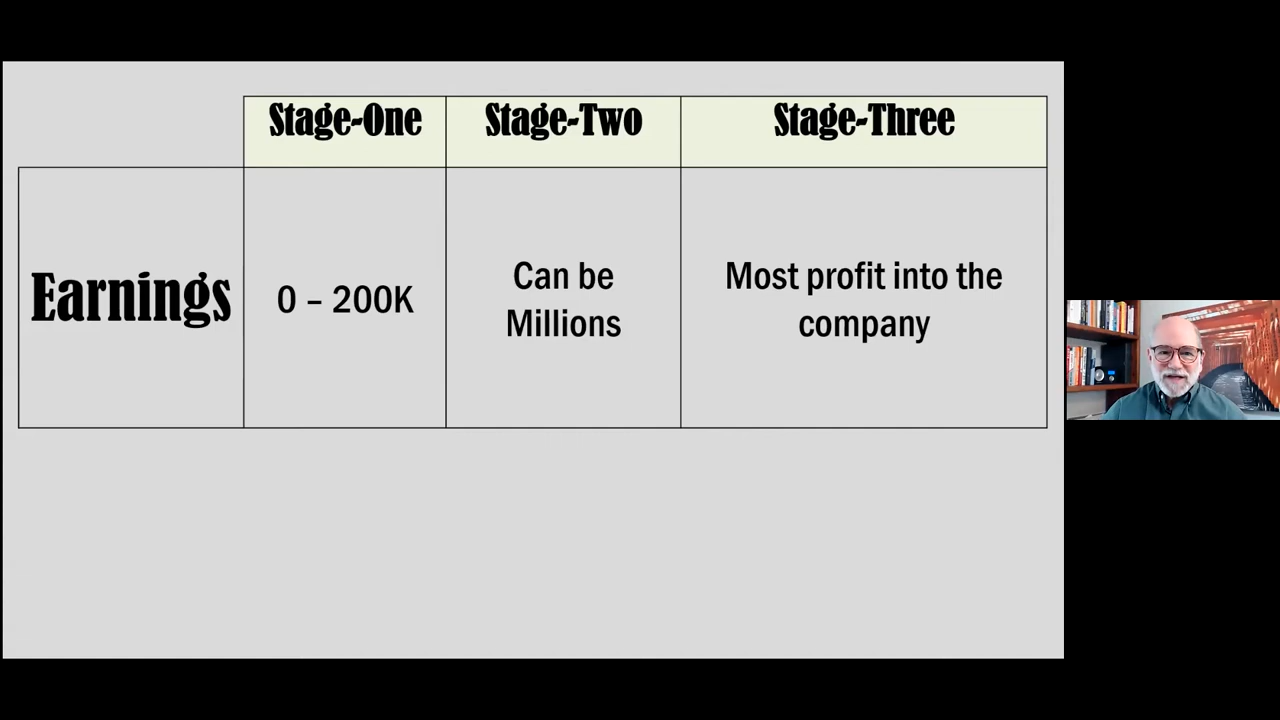 Stage-One
Stage-Two
Stage-Three
Earnings
0 – 200K
Can be
Millions
Most profit into the
company